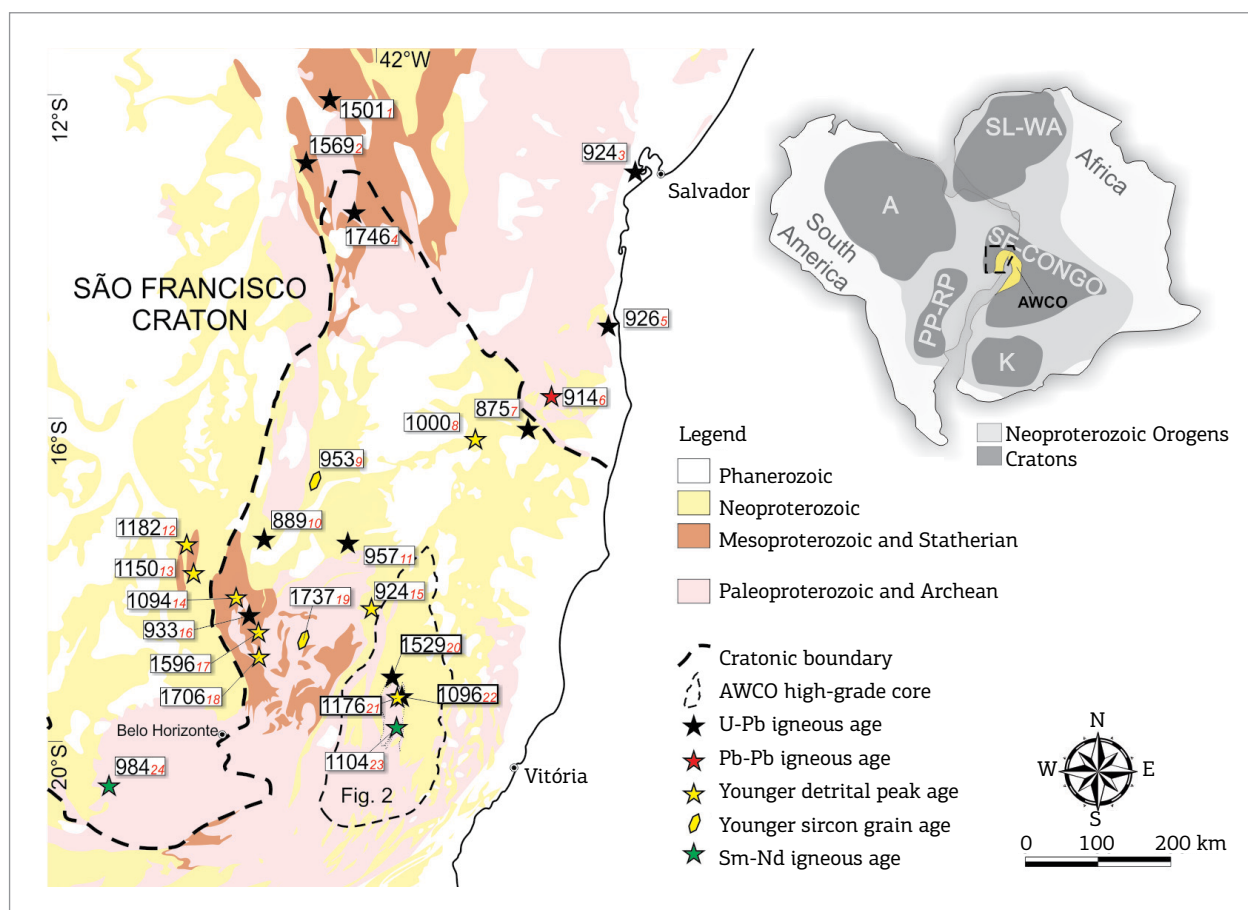 42°W
12°S
16°S
20°S
1501 1
1569 2
924 3
Salvador
1746 4
SÃO FRANCISCO
CRATON
926 5
914 6
875 7
1000 8
953 9
889 10
957 11
1182 12
1150 13
1094 14
924 15
933 16
1737 19
1596 17
1706 18
1529 20
1176 21
1096 22
1104 23
Belo Horizonte
984 24
Fig. 2
Vitória
SL-WA
Africa
A
South
America
SF-CONGO
AWCO
PP-RP
K
Legend
Phanerozoic
Neoproterozoic
Mesoproterozoic and Statherian
Paleoproterozoic and Archean
Neoproterozoic Orogens
Cratons
Cratonic boundary
AWCO high-grade core
U-Pb igneous age
Pb-Pb igneous age
Younger detrital peak age
Younger sircon grain age
Sm-Nd igneous age
N
W
E
S
0 100 200 km